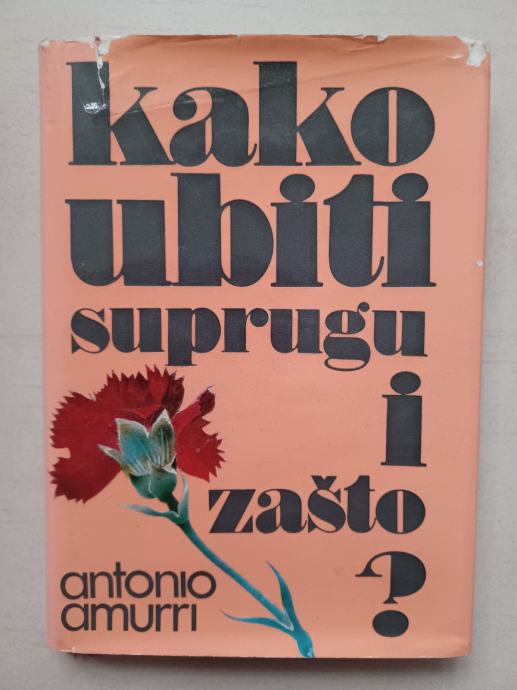 kako
ubiti
suprugu
i
zašto
?
antonio
amurri